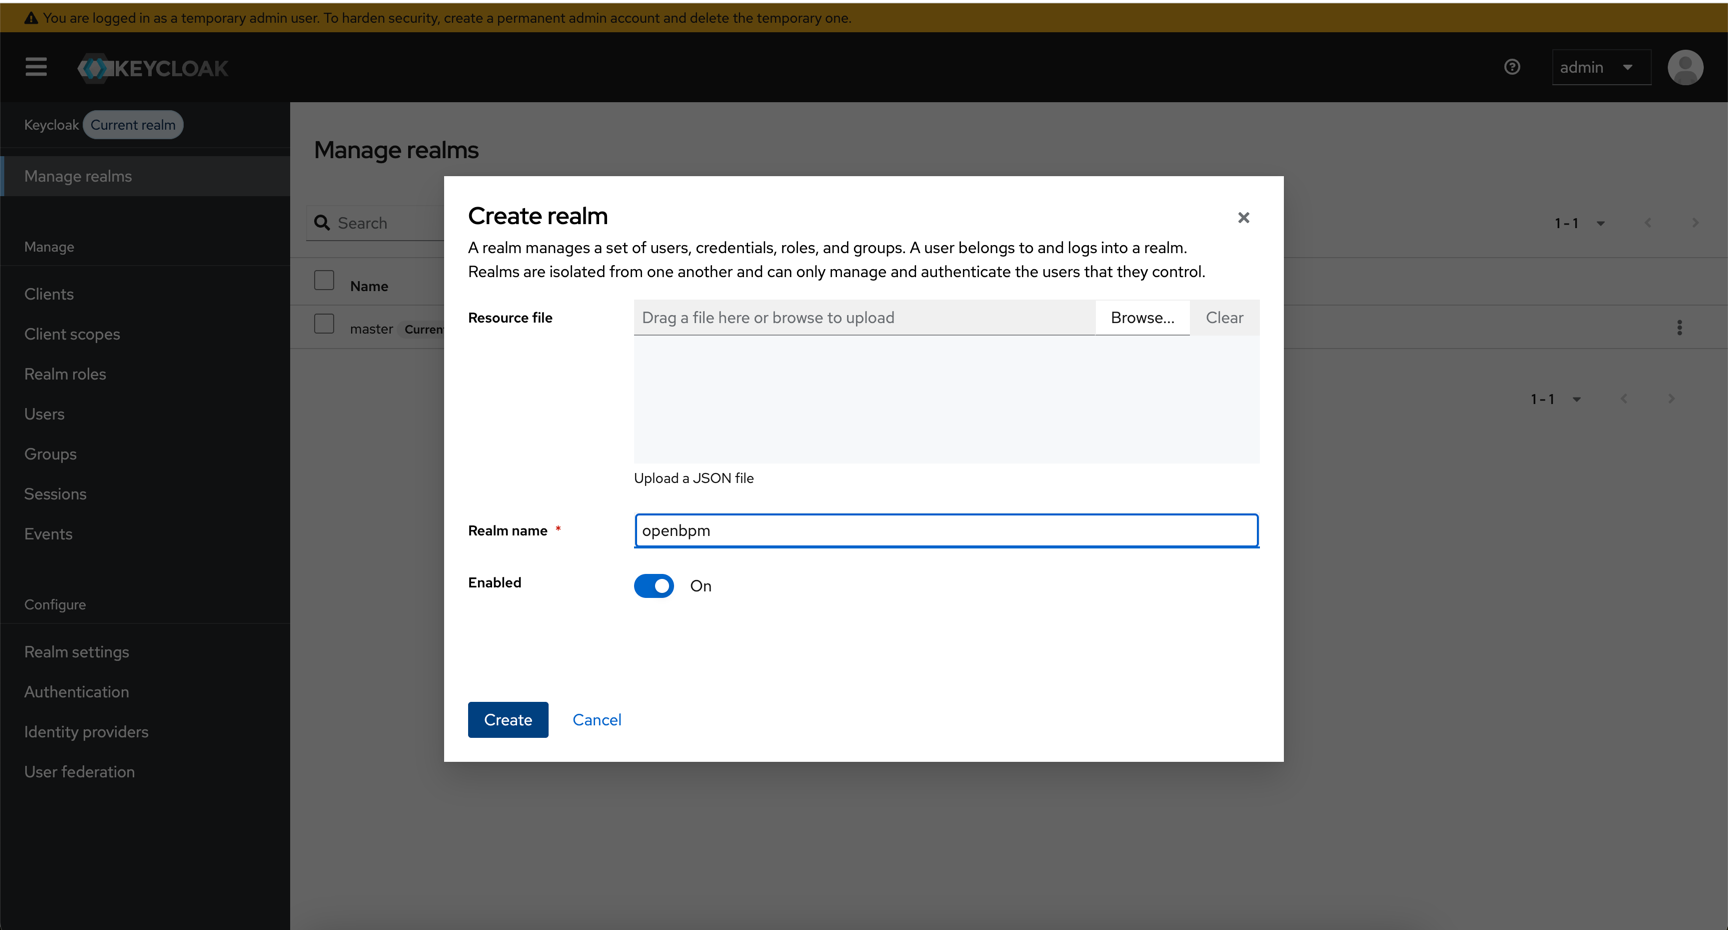 You are logged in as a temporary admin user. To harden security, create a permanent admin account and delete the temporary one.
KEYCLOAK
admin
Keycloak Current realm
Manage realms
Manage
Clients
Client scopes
Realm roles
Users
Groups
Sessions
Events
Configure
Realm settings
Authentication
Identity providers
User federation
Manage realms
Search
1 - 1
Name
master Curren
1 - 1
Create realm
A realm manages a set of users, credentials, roles, and groups. A user belongs to and logs into a realm.
Realms are isolated from one another and can only manage and authenticate the users that they control.
Resource file
Drag a file here or browse to upload
Browse...
Clear
Upload a JSON file
Realm name *
openbpm
Enabled
On
Create
Cancel